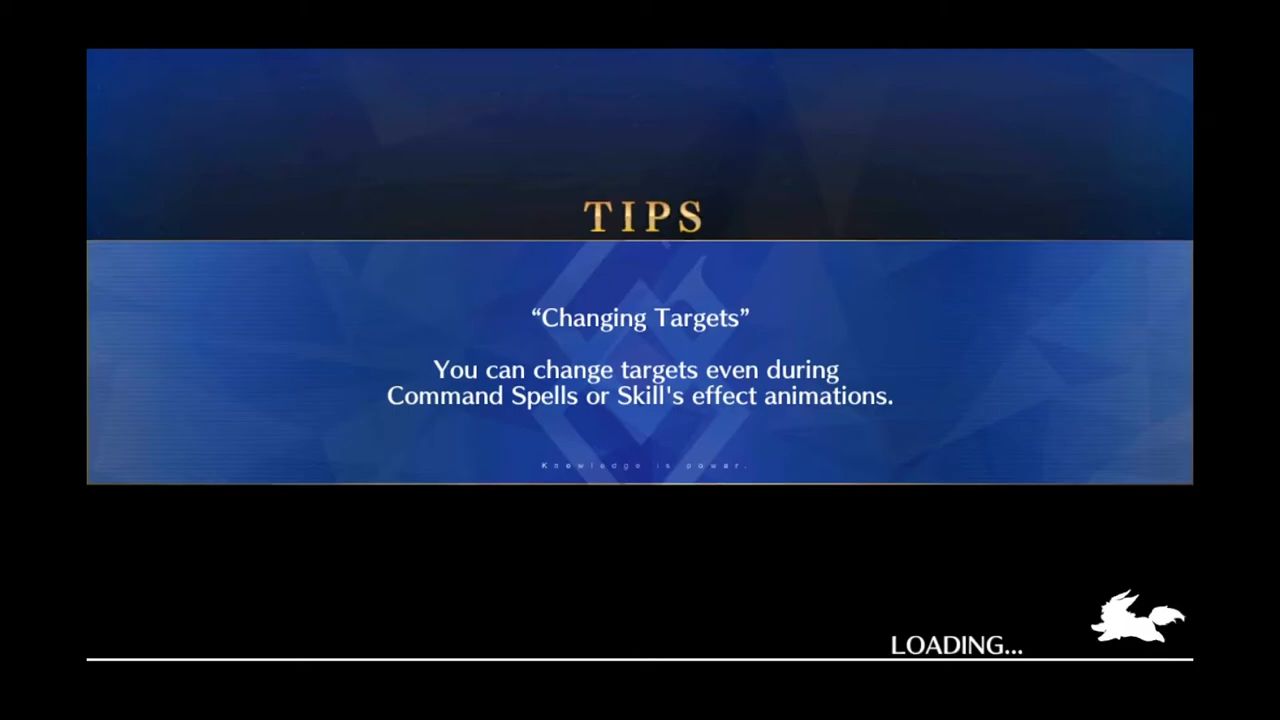 TIPS
“Changing Targets”
You can change targets even during
Command Spells or Skill's effect animations.
Knowledge is power.
LOADING...